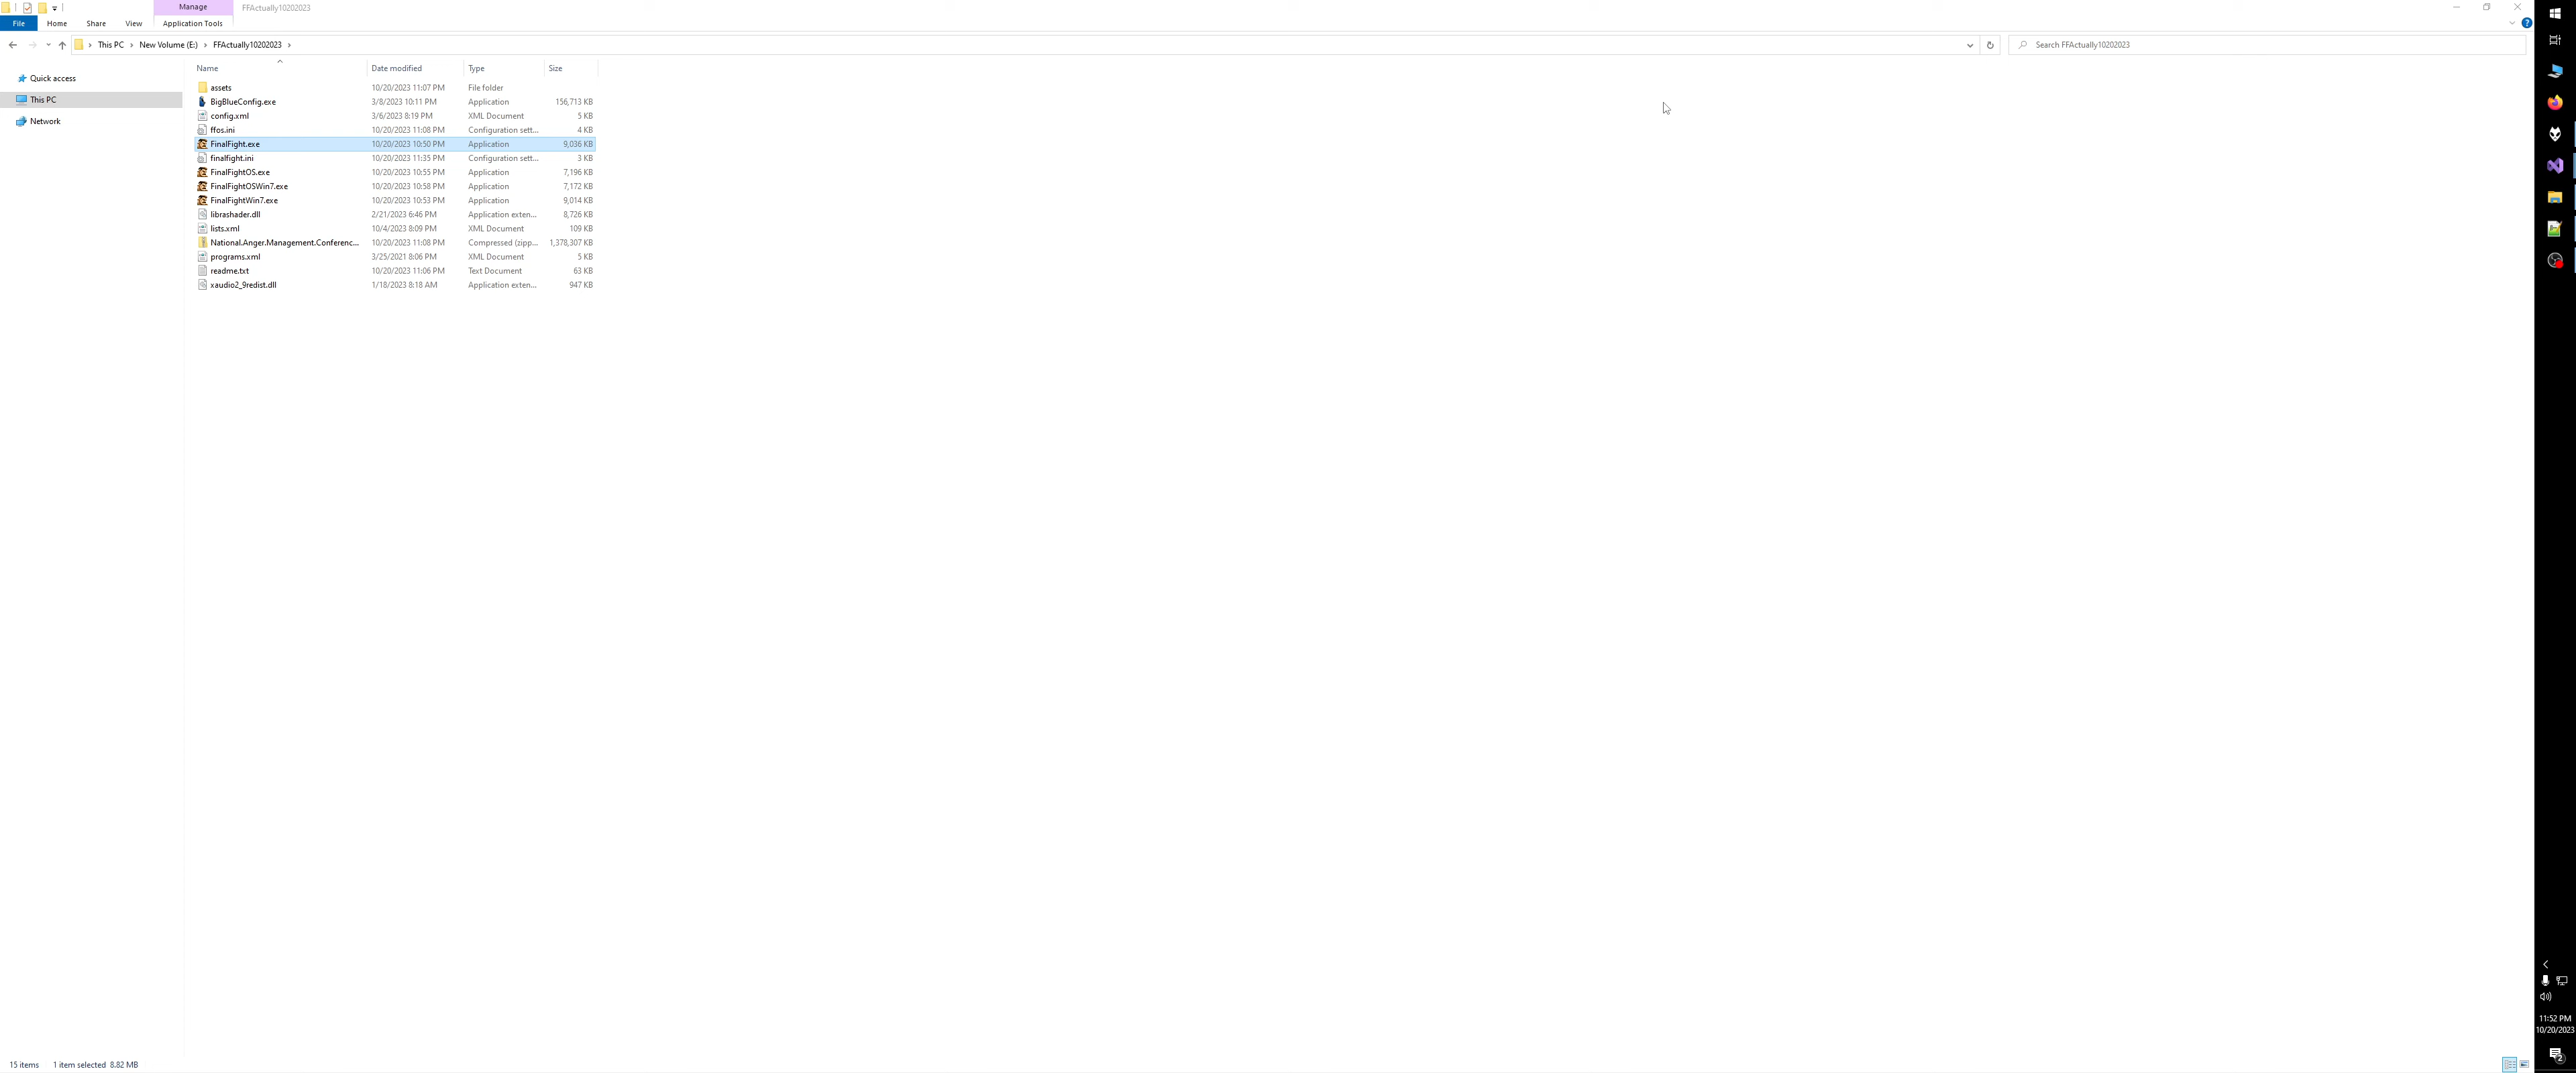 Manage FFActually10202023
File Home Share View Application Tools
This PC New Volume (E:) FFActually10202023 Search FFActually10202023
Name Date modified Type Size
Quick access
This PC
Network
assets 10/20/2023 11:07 PM File folder
BigBlueConfig.exe 3/8/2023 10:11 PM Application 156,713 KB
config.xml 3/6/2023 8:19 PM XML Document 5 KB
ffos.ini 10/20/2023 11:08 PM Configuration sett... 4 KB
FinalFight.exe 10/20/2023 10:50 PM Application 9,036 KB
finalfight.ini 10/20/2023 11:35 PM Configuration sett... 3 KB
FinalFightOS.exe 10/20/2023 10:55 PM Application 7,196 KB
FinalFightOSWin7.exe 10/20/2023 10:58 PM Application 7,172 KB
FinalFightWin7.exe 10/20/2023 10:53 PM Application 9,014 KB
librashader.dll 2/21/2023 6:46 PM Application exten... 8,726 KB
lists.xml 10/4/2023 8:09 PM XML Document 109 KB
National.Anger.Management.Conferenc... 10/20/2023 11:08 PM Compressed (zipp... 1,378,307 KB
programs.xml 3/25/2021 8:06 PM XML Document 5 KB
readme.txt 10/20/2023 11:06 PM Text Document 63 KB
xaudio2_9redist.dll 1/18/2023 8:18 AM Application exten... 947 KB
11:52 PM
10/20/2023
2
15 items 1 item selected 8.82 MB